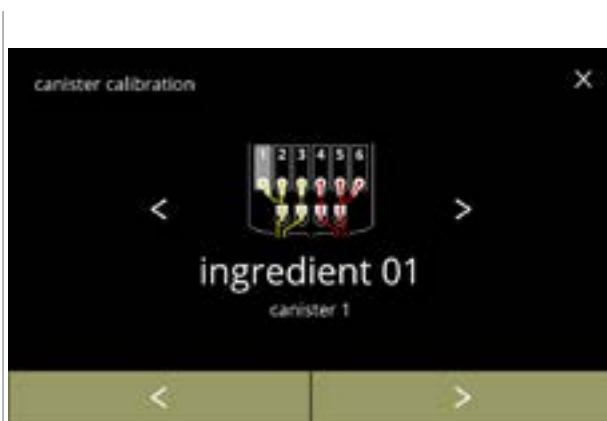 canister calibration ×
1 2 3 4 5 6
< >
ingredient 01
canister 1
< >